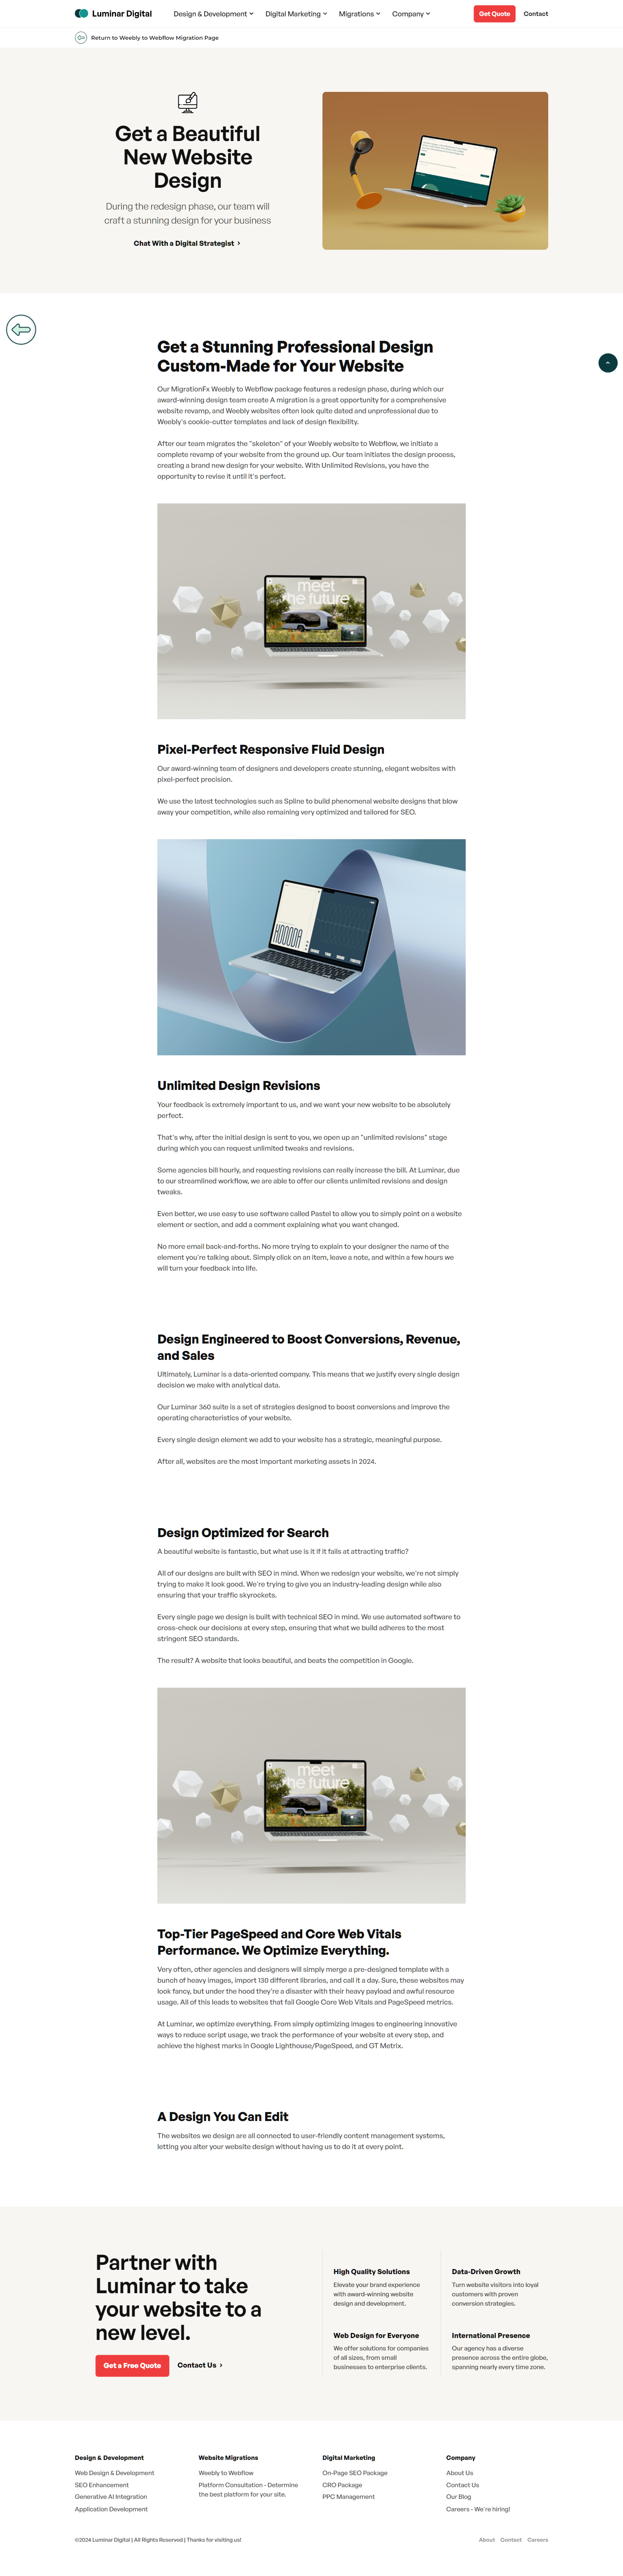 Luminar Digital
Design & Development
Digital Marketing
Migrations
Company
Get Quote
Contact
Return to Weebly to Webflow Migration Page
Get a Beautiful
New Website
Design
During the redesign phase, our team will
craft a stunning design for your business
Chat With a Digital Strategist
Get a Stunning Professional Design
Custom-Made for Your Website
Our MigrationFx Weebly to Webflow package features a redesign phase, during which our
award-winning design team create A migration is a great opportunity for a comprehensive
website revamp, and Weebly websites often look quite dated and unprofessional due to
Weebly's cookie-cutter templates and lack of design flexibility.
After our team migrates the "skeleton" of your Weebly website to Webflow, we initiate a
complete revamp of your website from the ground up. Our team initiates the design process,
creating a brand new design for your website. With Unlimited Revisions, you have the
opportunity to revise it until it's perfect.
meet
the future
Pixel-Perfect Responsive Fluid Design
Our award-winning team of designers and developers create stunning, elegant websites with
pixel-perfect precision.
We use the latest technologies such as Spline to build phenomenal website designs that blow
away your competition, while also remaining very optimized and tailored for SEO.
Unlimited Design Revisions
Your feedback is extremely important to us, and we want your new website to be absolutely
perfect.
That's why, after the initial design is sent to you, we open up an "unlimited revisions" stage
during which you can request unlimited tweaks and revisions.
Some agencies bill hourly, and requesting revisions can really increase the bill. At Luminar, due
to our streamlined workflow, we are able to offer our clients unlimited revisions and design
tweaks.
Even better, we use easy to use software called Pastel to allow you to simply point on a website
element or section, and add a comment explaining what you want changed.
No more email back-and-forths. No more trying to explain to your designer the name of the
element you're talking about. Simply click on an item, leave a note, and within a few hours we
will turn your feedback into life.
Design Engineered to Boost Conversions, Revenue,
and Sales
Ultimately, Luminar is a data-oriented company. This means that we justify every single design
decision we make with analytical data.
Our Luminar 360 suite is a set of strategies designed to boost conversions and improve the
operating characteristics of your website.
Every single design element we add to your website has a strategic, meaningful purpose.
After all, websites are the most important marketing assets in 2024.
Design Optimized for Search
A beautiful website is fantastic, but what use is it if it fails at attracting traffic?
All of our designs are built with SEO in mind. When we redesign your website, we're not simply
trying to make it look good. We're trying to give you an industry-leading design while also
ensuring that your traffic skyrockets.
Every single page we design is built with technical SEO in mind. We use automated software to
cross-check our decisions at every step, ensuring that what we build adheres to the most
stringent SEO standards.
The result? A website that looks beautiful, and beats the competition in Google.
meet
the future
Top-Tier PageSpeed and Core Web Vitals
Performance. We Optimize Everything.
Very often, other agencies and designers will simply merge a pre-designed template with a
bunch of heavy images, import 130 different libraries, and call it a day. Sure, these websites may
look fancy, but under the hood they're a disaster with their heavy payload and awful resource
usage. All of this leads to websites that fail Google Core Web Vitals and PageSpeed metrics.
At Luminar, we optimize everything. From simply optimizing images to engineering innovative
ways to reduce script usage, we track the performance of your website at every step, and
achieve the highest marks in Google Lighthouse/PageSpeed, and GT Metrix.
A Design You Can Edit
The websites we design are all connected to user-friendly content management systems,
letting you alter your website design without having us to do it at every point.
Partner with
Luminar to take
your website to a
new level.
Get a Free Quote
Contact Us
High Quality Solutions
Elevate your brand experience
with award-winning website
design and development.
Data-Driven Growth
Turn website visitors into loyal
customers with proven
conversion strategies.
Web Design for Everyone
We offer solutions for companies
of all sizes, from small
businesses to enterprise clients.
International Presence
Our agency has a diverse
presence across the entire globe,
spanning nearly every time zone.
Design & Development
Web Design & Development
SEO Enhancement
Generative AI Integration
Application Development
Website Migrations
Weebly to Webflow
Platform Consultation - Determine
the best platform for your site.
Digital Marketing
On-Page SEO Package
CRO Package
PPC Management
Company
About Us
Contact Us
Our Blog
Careers - We're hiring!
©2024 Luminar Digital | All Rights Reserved | Thanks for visiting us!
About
Contact
Careers